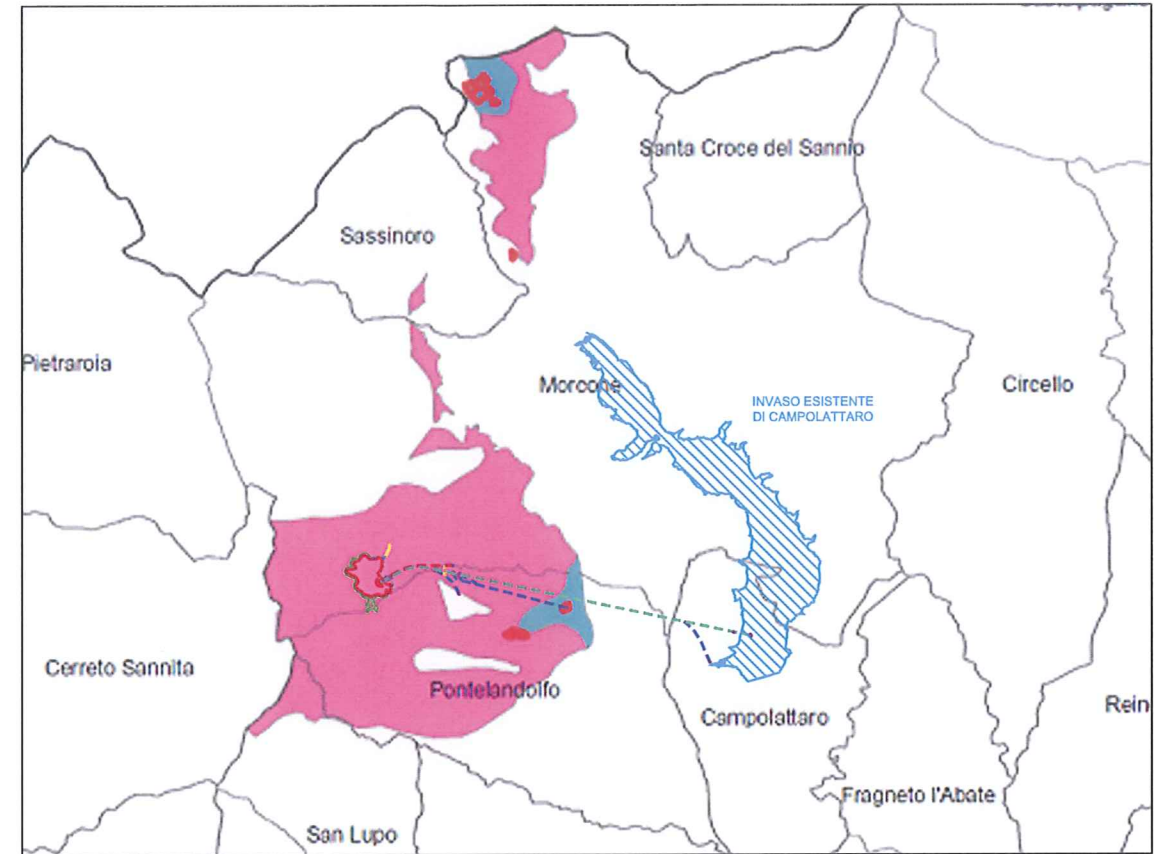 Santa Croce del Sannio
Sassinoro
Pietraroia
Morcone
Circello
INVASO ESISTENTE
DI CAMPOLATTARO
Cerreto Sannita
Pontelandolfo
Campolattaro
Rein
Fragneto l'Abate
San Lupo